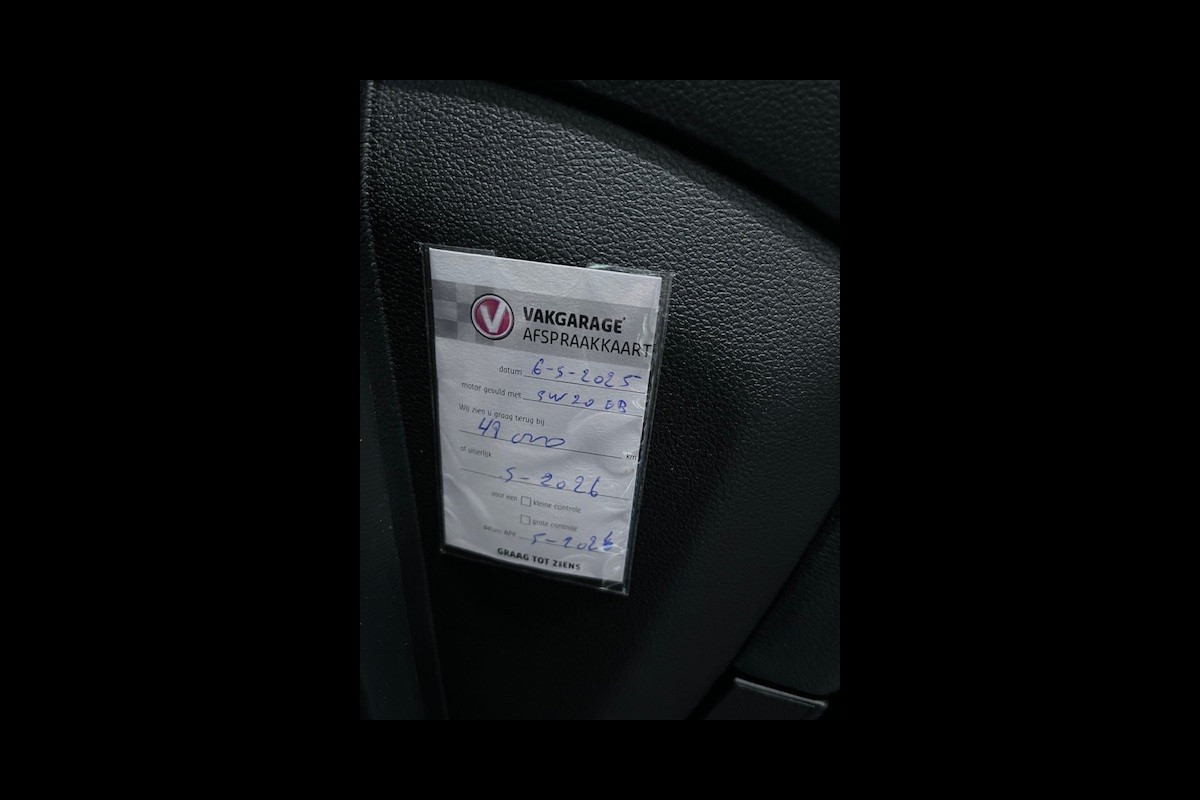 V
VAKGARAGE
AFSPRAAKKAART
datum 6-5-2025
motor gevuld met 5W20
Wij zien u graag terug bij
49 000 km
of uiterlijk
5-2026
voor een kleine controle
grote controle
datum APK 5-2026
GRAAG TOT ZIENS